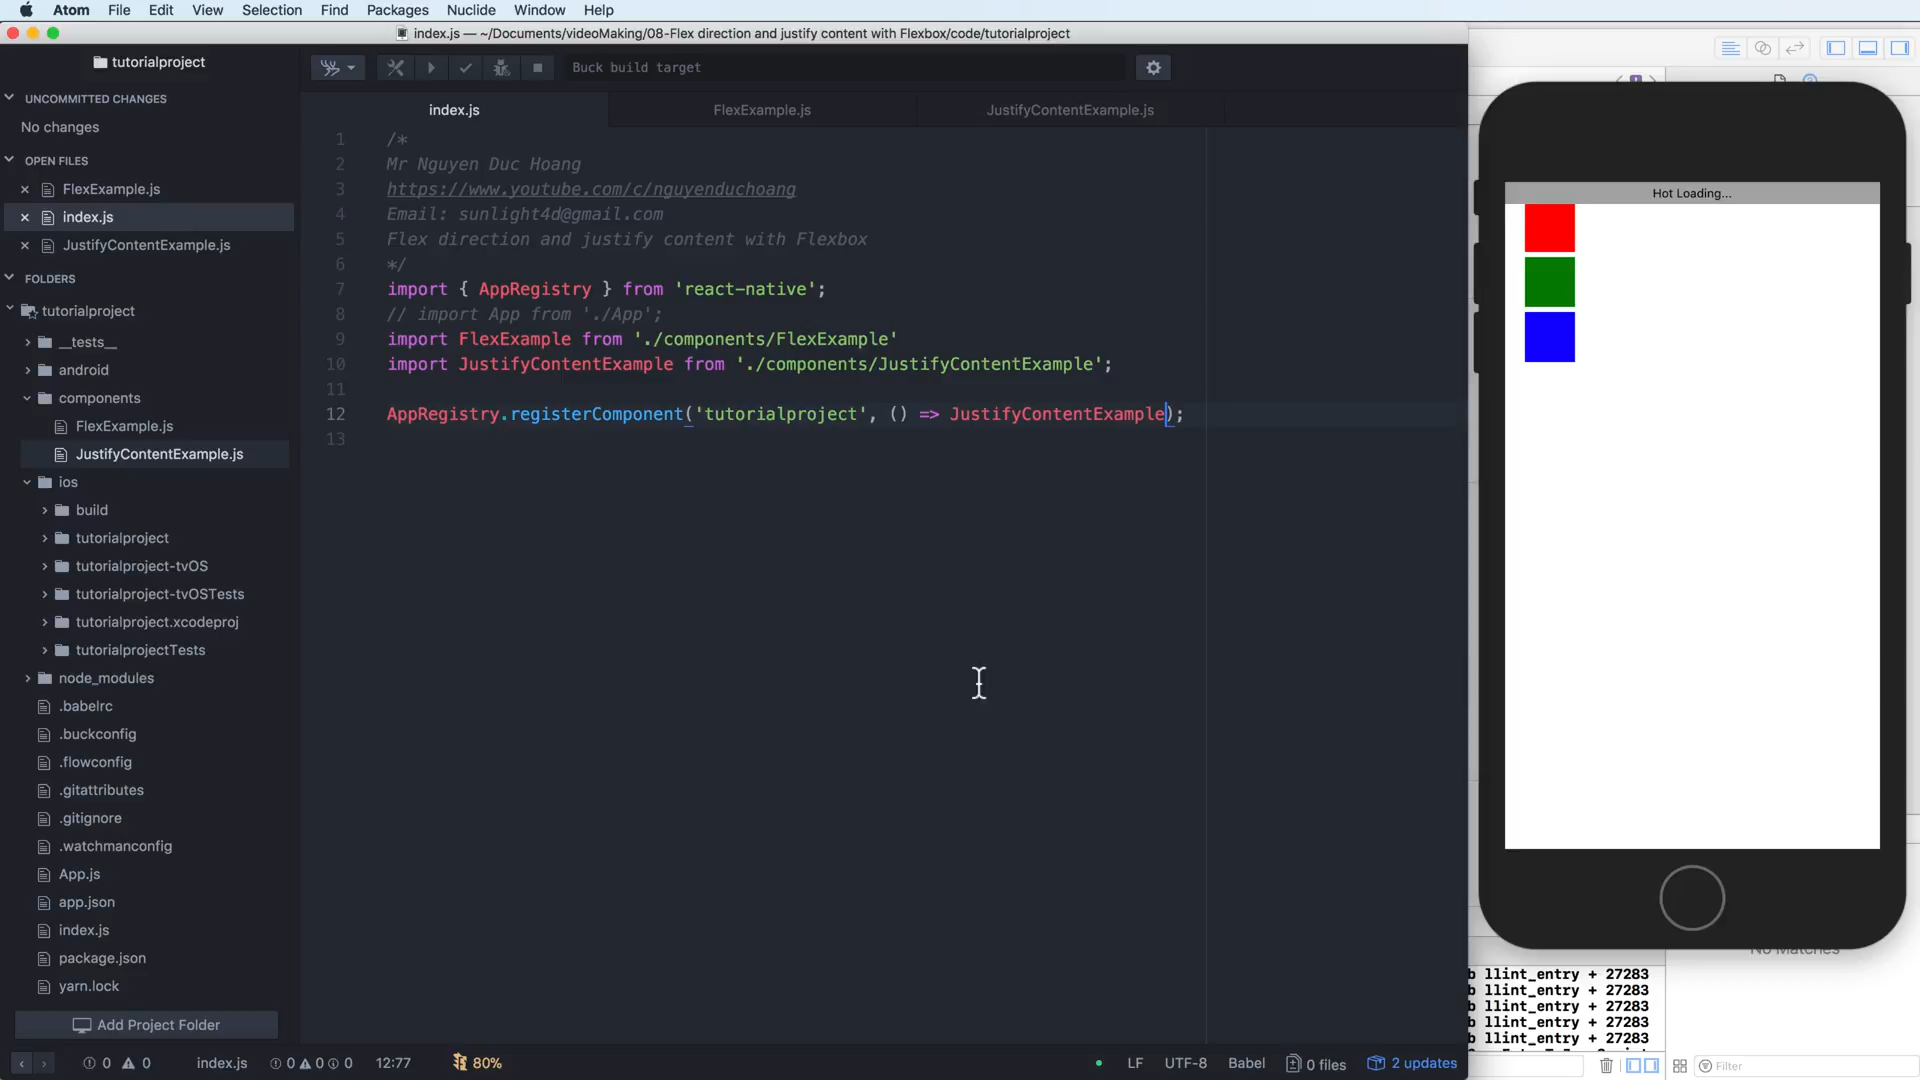 Atom File Edit View Selection Find Packages Nuclide Window Help
index.js — ~/Documents/videoMaking/08-Flex direction and justify content with Flexbox/code/tutorialproject
tutorialproject
UNCOMMITTED CHANGES
No changes
OPEN FILES
FlexExample.js
index.js
JustifyContentExample.js
FOLDERS
tutorialproject
__tests__
android
components
FlexExample.js
JustifyContentExample.js
ios
build
tutorialproject
tutorialproject-tvOS
tutorialproject-tvOSTests
tutorialproject.xcodeproj
tutorialprojectTests
node_modules
.babelrc
.buckconfig
.flowconfig
.gitattributes
.gitignore
.watchmanconfig
App.js
app.json
index.js
package.json
yarn.lock
Add Project Folder
Buck build target
index.js FlexExample.js JustifyContentExample.js
1 /*
2 Mr Nguyen Duc Hoang
3 https://www.youtube.com/c/nguyenduchoang
4 Email: sunlight4d@gmail.com
5 Flex direction and justify content with Flexbox
6 */
7 import { AppRegistry } from 'react-native';
8 // import App from './App';
9 import FlexExample from './components/FlexExample'
10 import JustifyContentExample from './components/JustifyContentExample';
11
12 AppRegistry.registerComponent('tutorialproject', () => JustifyContentExample);
13
Hot Loading...
No Matches
b llint_entry + 27283
b llint_entry + 27283
b llint_entry + 27283
b llint_entry + 27283
b llint_entry + 27283
Filter
0 0 index.js 0 0 0 12:77 80% LF UTF-8 Babel 0 files 2 updates